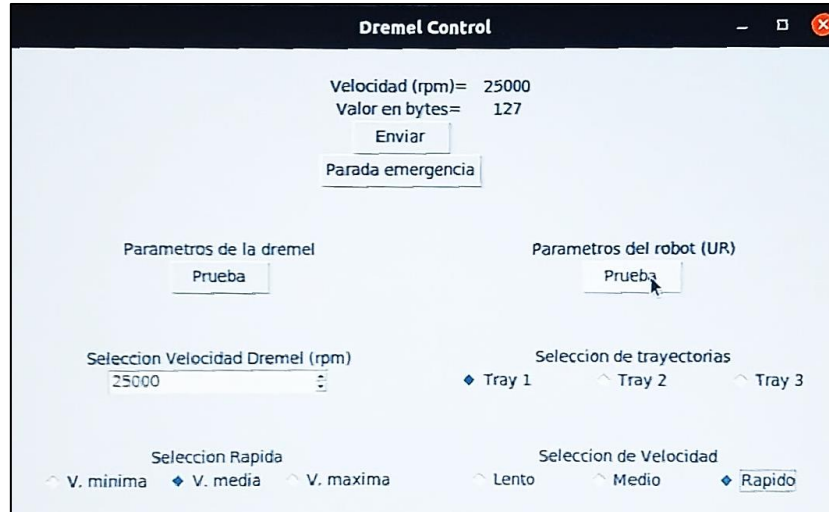 Dremel Control
Velocidad (rpm)= 25000
Valor en bytes= 127
Enviar
Parada emergencia
Parametros de la dremel
Prueba
Parametros del robot (UR)
Prueba
Seleccion Velocidad Dremel (rpm)
25000
Seleccion de trayectorias
Tray 1 Tray 2 Tray 3
Seleccion Rapida
V. minima V. media V. maxima
Seleccion de Velocidad
Lento Medio Rapido